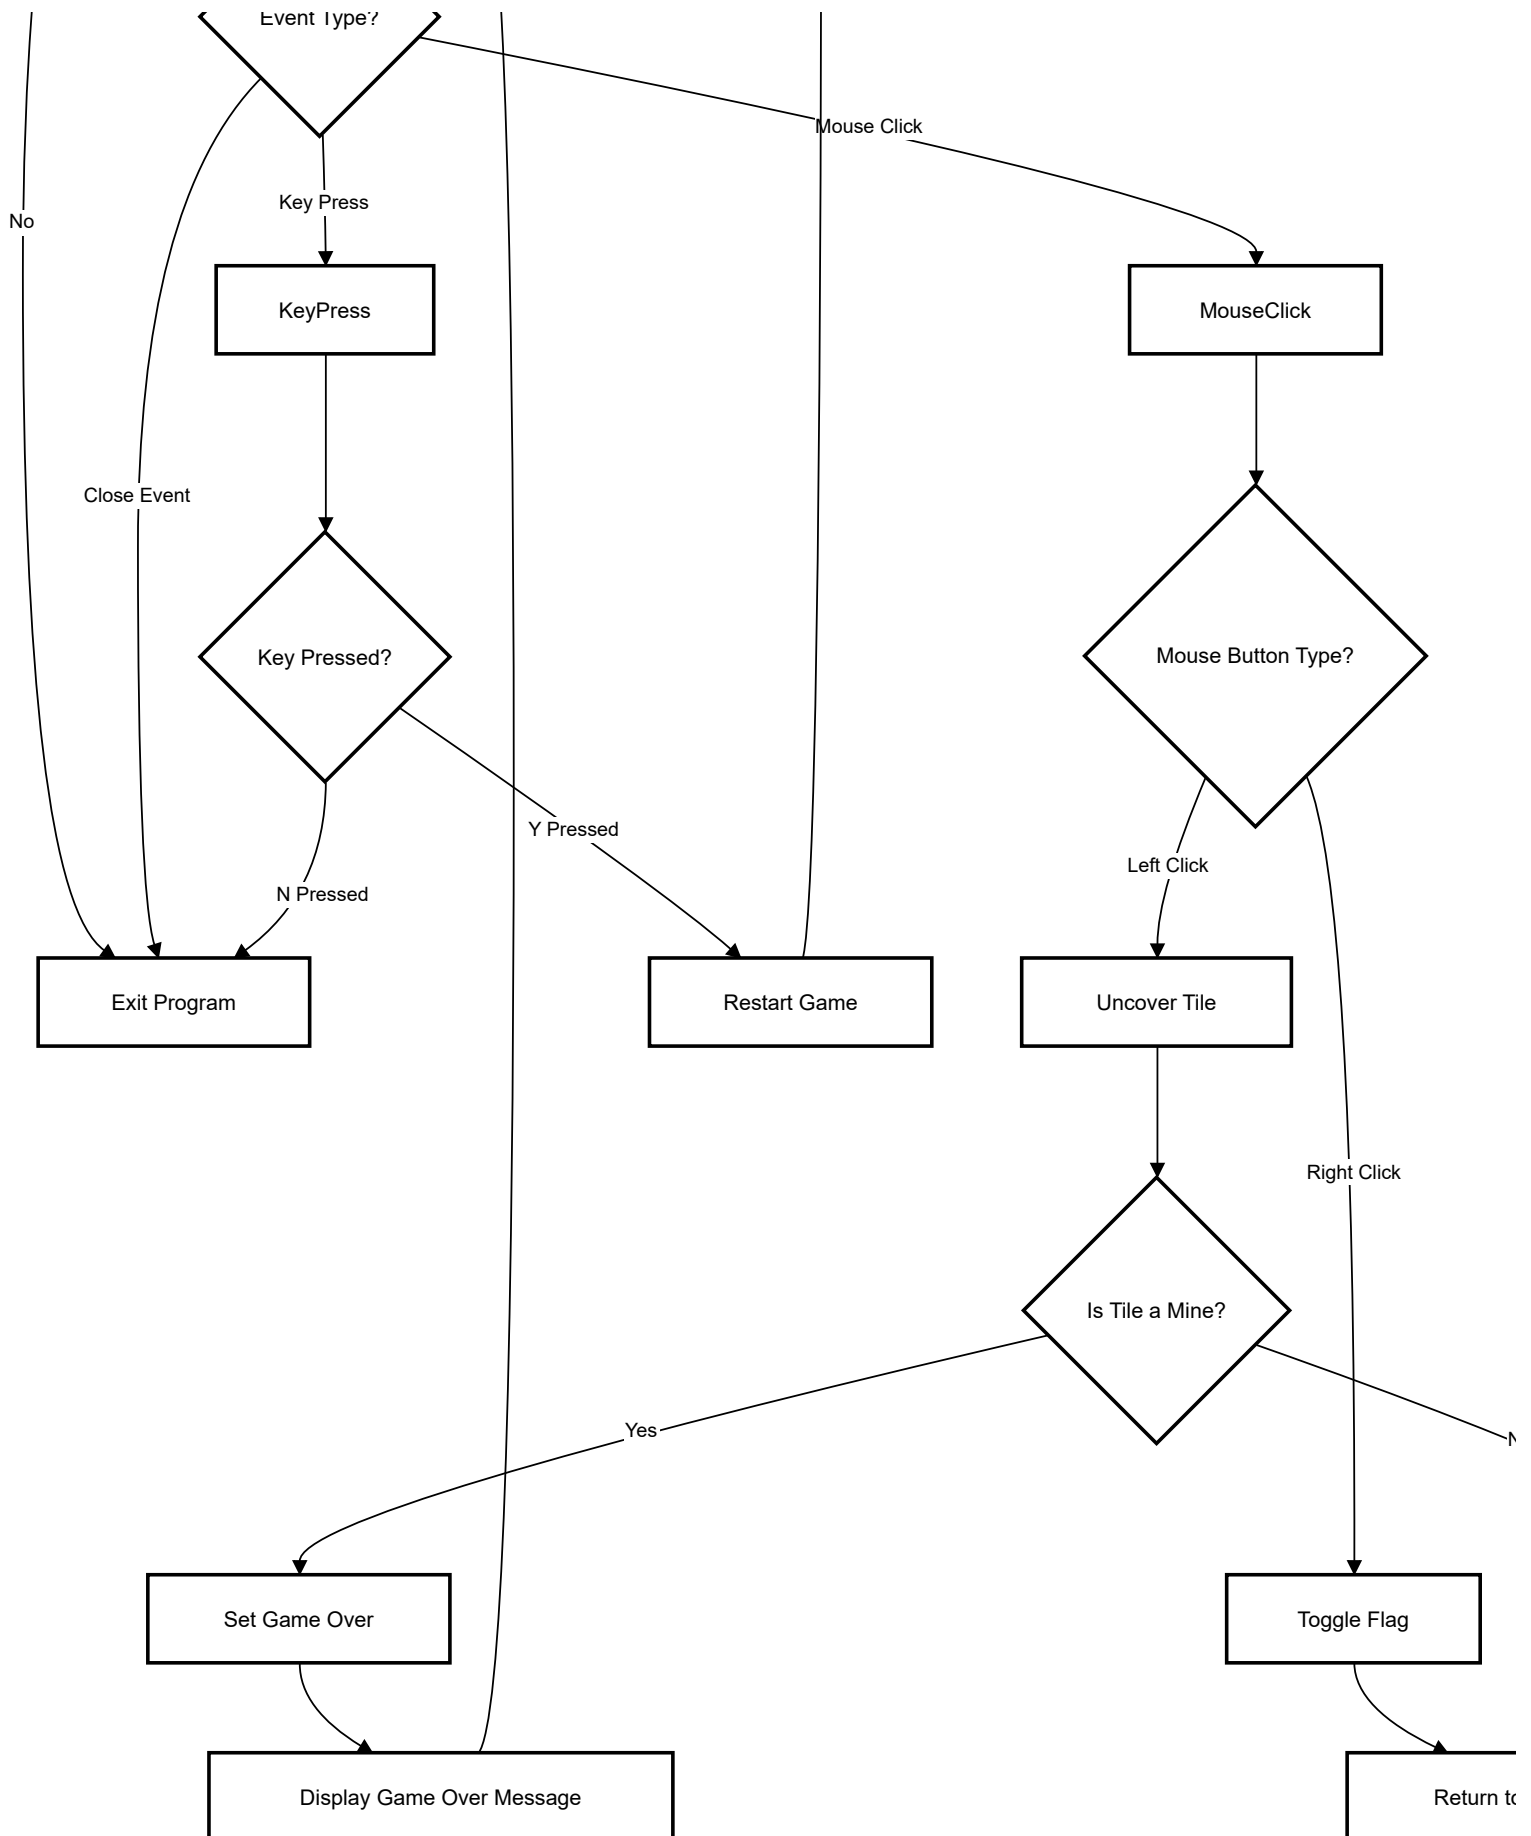 Event Type?
Mouse Click
Key Press
No
KeyPress
MouseClick
Close Event
Key Pressed?
Mouse Button Type?
Y Pressed
Left Click
N Pressed
Exit Program
Restart Game
Uncover Tile
Right Click
Is Tile a Mine?
Yes
Set Game Over
Toggle Flag
Display Game Over Message
Return